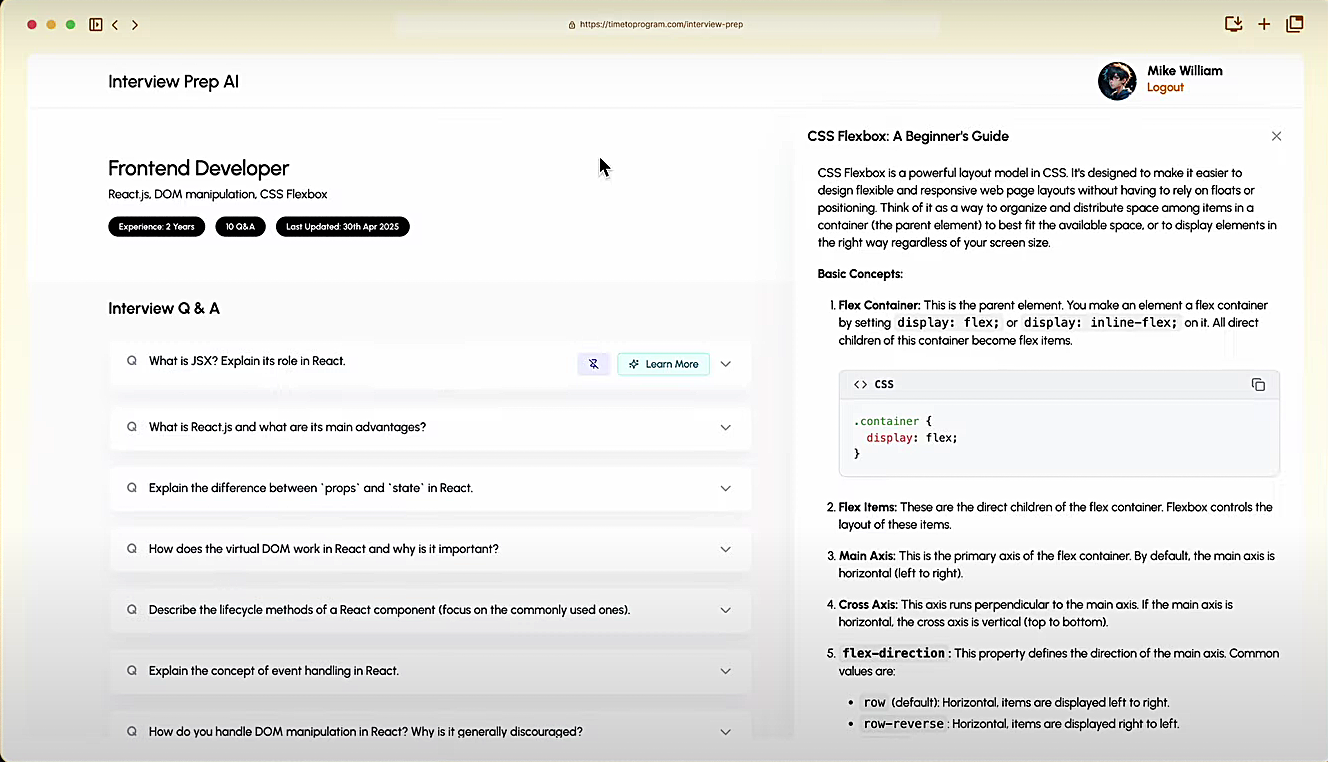 https://timetoprogram.com/interview-prep
Interview Prep AI
Mike William
Logout
Frontend Developer
React.js, DOM manipulation, CSS Flexbox
Experience: 2 Years
10 Q&A
Last Updated: 30th Apr 2025
Interview Q & A
Q What is JSX? Explain its role in React.
Learn More
Q What is React.js and what are its main advantages?
Q Explain the difference between `props` and `state` in React.
Q How does the virtual DOM work in React and why is it important?
Q Describe the lifecycle methods of a React component (focus on the commonly used ones).
Q Explain the concept of event handling in React.
Q How do you handle DOM manipulation in React? Why is it generally discouraged?
CSS Flexbox: A Beginner's Guide
CSS Flexbox is a powerful layout model in CSS. It's designed to make it easier to
design flexible and responsive web page layouts without having to rely on floats or
positioning. Think of it as a way to organize and distribute space among items in a
container (the parent element) to best fit the available space, or to display elements in
the right way regardless of your screen size.
Basic Concepts:
1. Flex Container: This is the parent element. You make an element a flex container
by setting display: flex; or display: inline-flex; on it. All direct
children of this container become flex items.
<> CSS
.container {
display: flex;
}
2. Flex Items: These are the direct children of the flex container. Flexbox controls the
layout of these items.
3. Main Axis: This is the primary axis of the flex container. By default, the main axis is
horizontal (left to right).
4. Cross Axis: This axis runs perpendicular to the main axis. If the main axis is
horizontal, the cross axis is vertical (top to bottom).
5. flex-direction : This property defines the direction of the main axis. Common
values are:
• row (default): Horizontal, items are displayed left to right.
• row-reverse : Horizontal, items are displayed right to left.